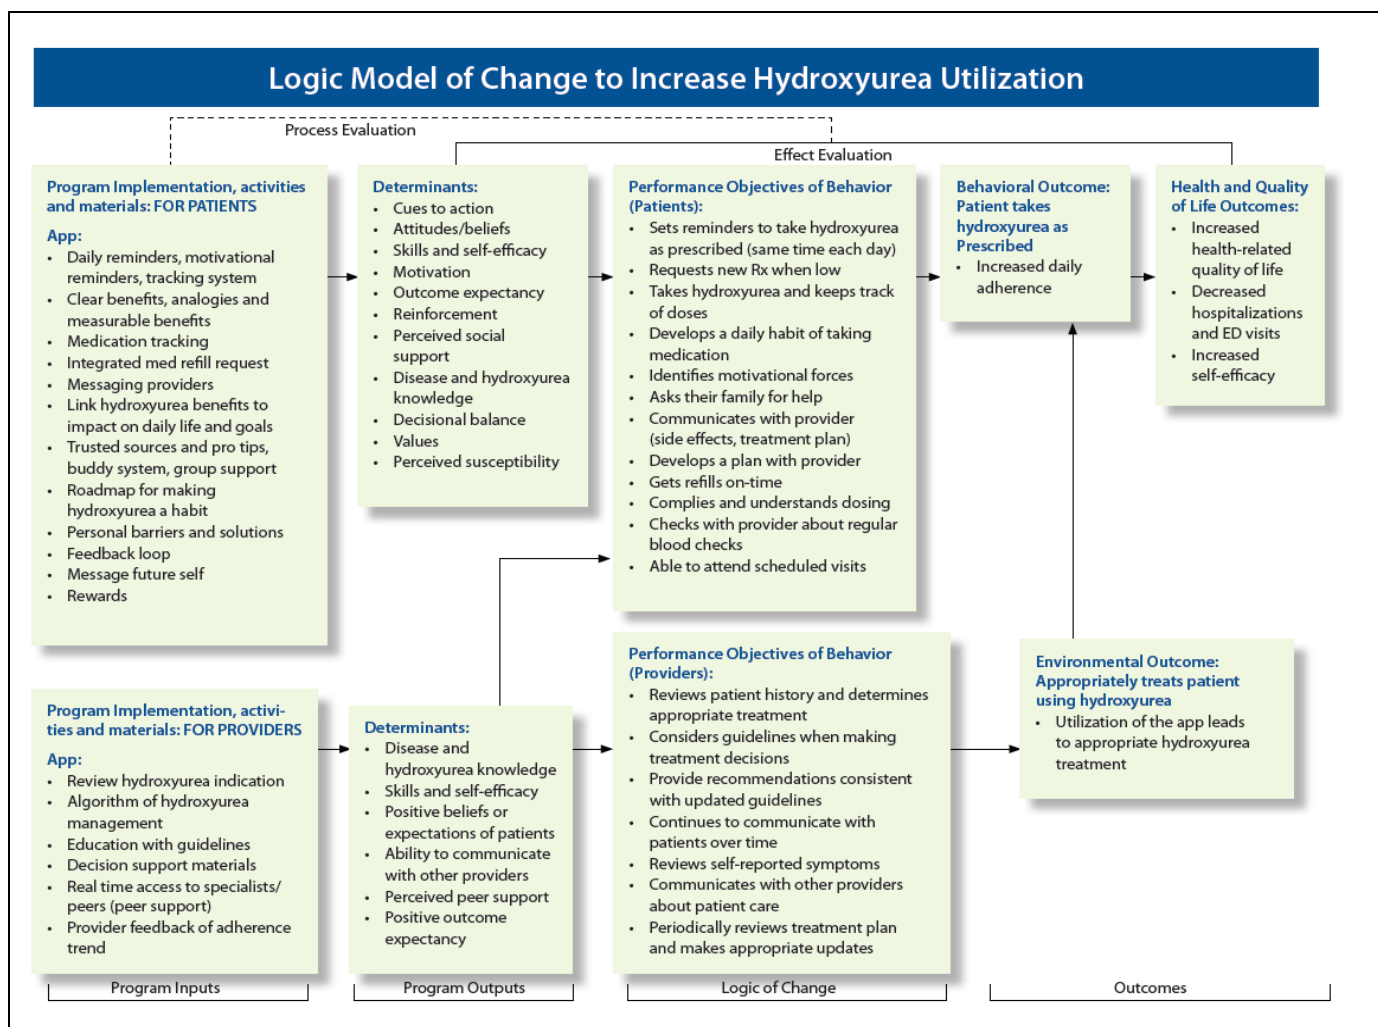 Logic Model of Change to Increase Hydroxyurea Utilization
Process Evaluation
Effect Evaluation
Program Implementation, activities
and materials: FOR PATIENTS
App:
• Daily reminders, motivational
reminders, tracking system
• Clear benefits, analogies and
measurable benefits
• Medication tracking
• Integrated med refill request
• Messaging providers
• Link hydroxyurea benefits to
impact on daily life and goals
• Trusted sources and pro tips,
buddy system, group support
• Roadmap for making
hydroxyurea a habit
• Personal barriers and solutions
• Feedback loop
• Message future self
• Rewards
Determinants:
• Cues to action
• Attitudes/beliefs
• Skills and self-efficacy
• Motivation
• Outcome expectancy
• Reinforcement
• Perceived social
support
• Disease and hydroxyurea
knowledge
• Decisional balance
• Values
• Perceived susceptibility
Performance Objectives of Behavior
(Patients):
• Sets reminders to take hydroxyurea
as prescribed (same time each day)
• Requests new Rx when low
• Takes hydroxyurea and keeps track
of doses
• Develops a daily habit of taking
medication
• Identifies motivational forces
• Asks their family for help
• Communicates with provider
(side effects, treatment plan)
• Develops a plan with provider
• Gets refills on-time
• Complies and understands dosing
• Checks with provider about regular
blood checks
• Able to attend scheduled visits
Behavioral Outcome:
Patient takes
hydroxyurea as
Prescribed
• Increased daily
adherence
Health and Quality
of Life Outcomes:
• Increased
health-related
quality of life
• Decreased
hospitalizations
and ED visits
• Increased
self-efficacy
Program Implementation, activi-
ties and materials: FOR PROVIDERS
App:
• Review hydroxyurea indication
• Algorithm of hydroxyurea
management
• Education with guidelines
• Decision support materials
• Real time access to specialists/
peers (peer support)
• Provider feedback of adherence
trend
Determinants:
• Disease and
hydroxyurea knowledge
• Skills and self-efficacy
• Positive beliefs or
expectations of patients
• Ability to communicate
with other providers
• Perceived peer support
• Positive outcome
expectancy
Performance Objectives of Behavior
(Providers):
• Reviews patient history and determines
appropriate treatment
• Considers guidelines when making
treatment decisions
• Provide recommendations consistent
with updated guidelines
• Continues to communicate with
patients over time
• Reviews self-reported symptoms
• Communicates with other providers
about patient care
• Periodically reviews treatment plan
and makes appropriate updates
Environmental Outcome:
Appropriately treats patient
using hydroxyurea
• Utilization of the app leads
to appropriate hydroxyurea
treatment
Program Inputs
Program Outputs
Logic of Change
Outcomes